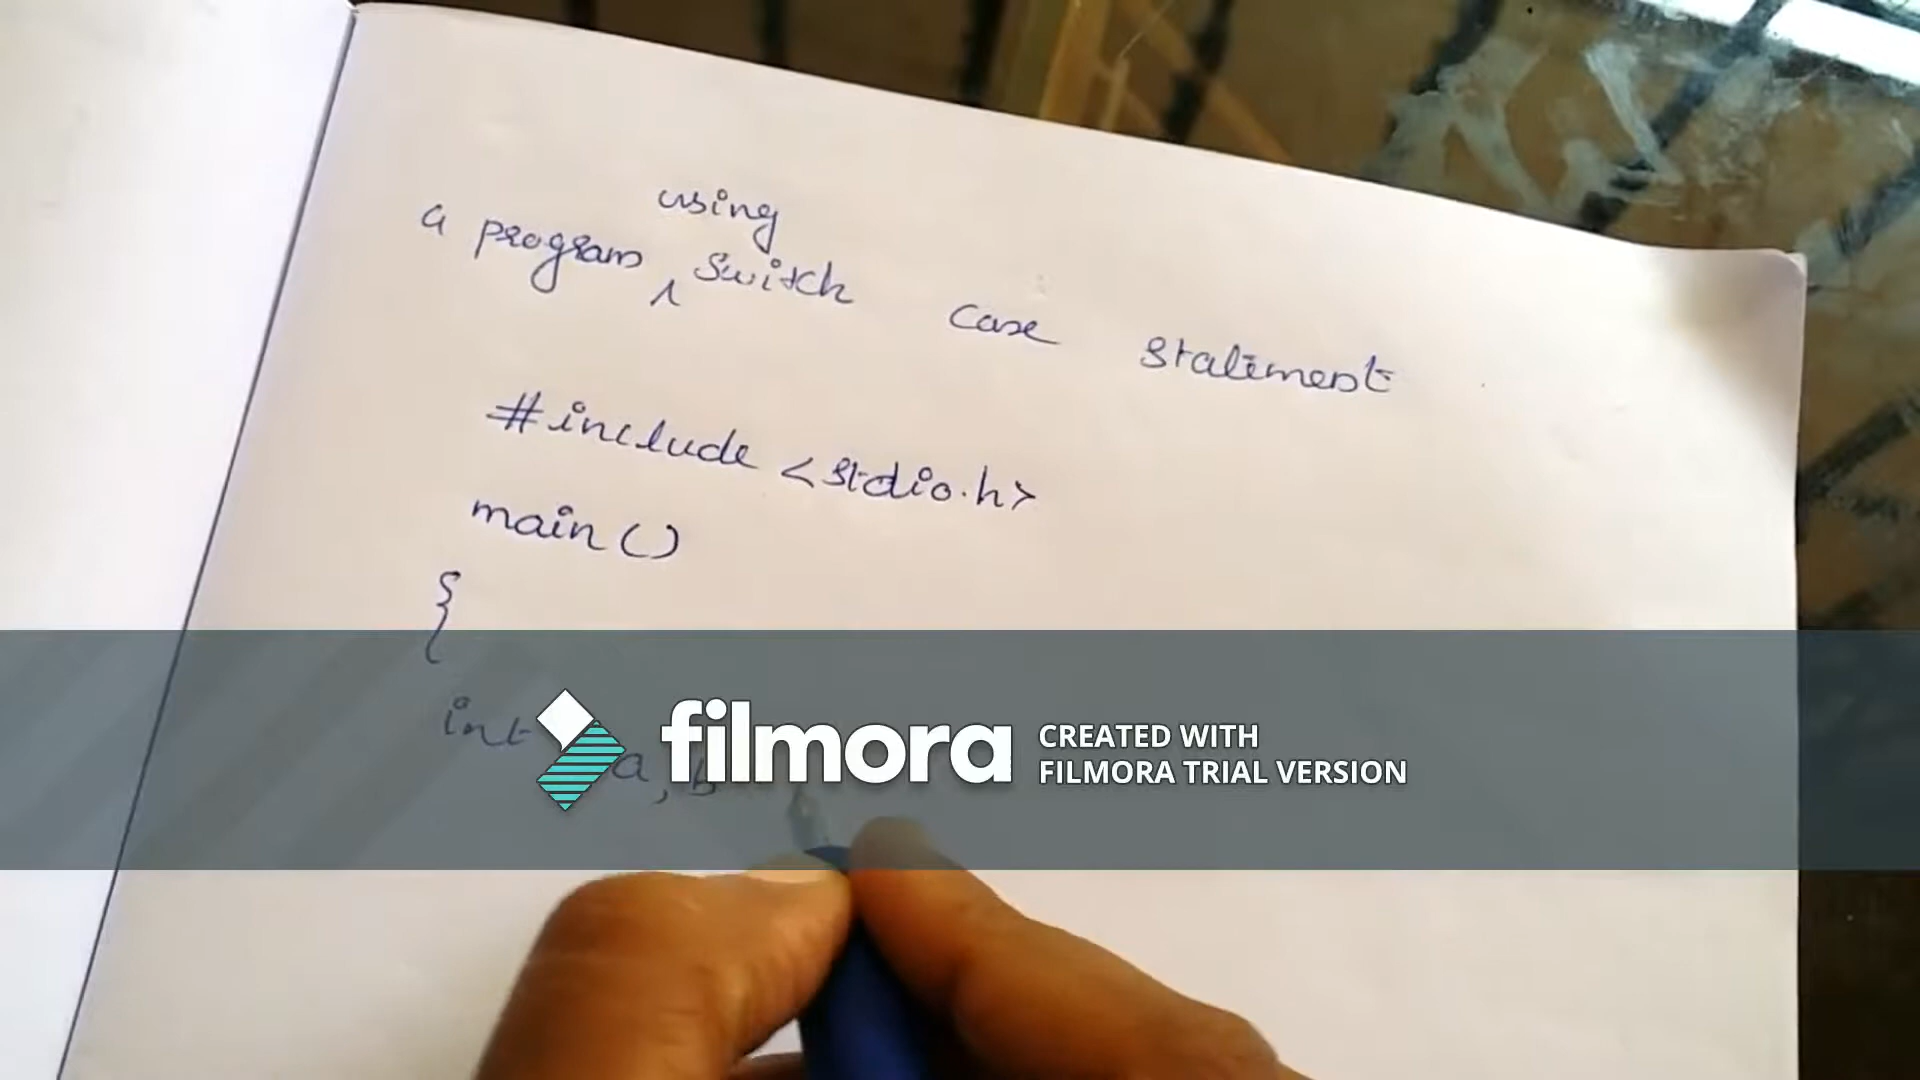 a program using switch case statement
#include <stdio.h>
main ()
{
int a, b
filmora
CREATED WITH
FILMORA TRIAL VERSION